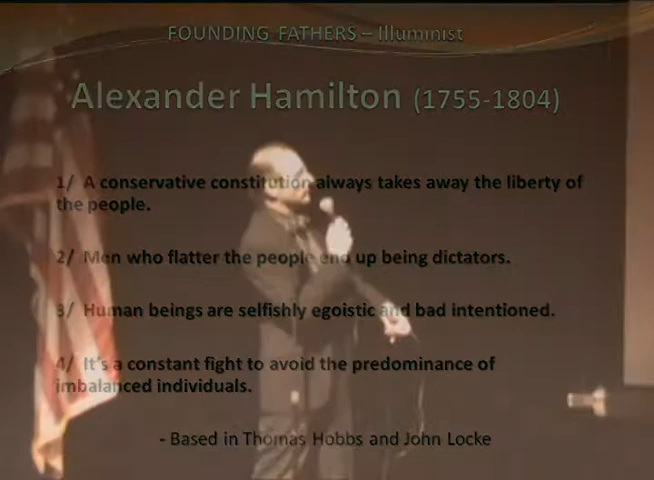 FOUNDING FATHERS – Illuminist
Alexander Hamilton (1755-1804)
1/ A conservative constitution always takes away the liberty of
the people.
2/ Men who flatter the people end up being dictators.
3/ Human beings are selfishly egoistic and bad intentioned.
4/ It's a constant fight to avoid the predominance of
imbalanced individuals.
- Based in Thomas Hobbs and John Locke